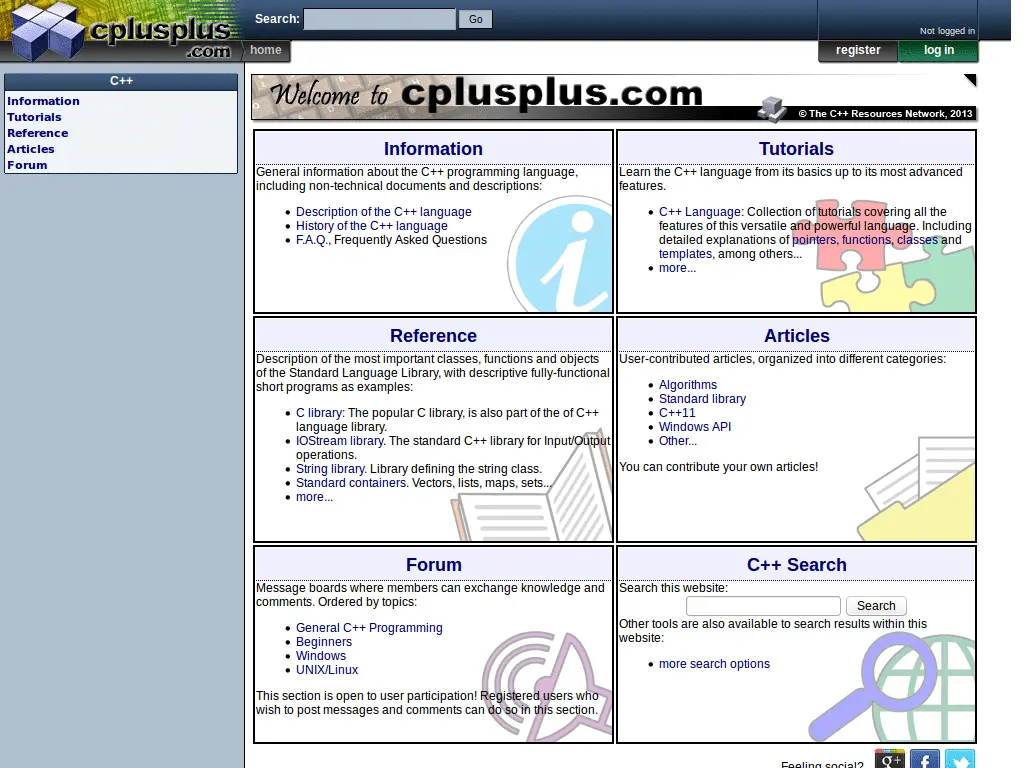 cplusplus
.com
Search:
Go
Not logged in
home
register
log in
C++
Information
Tutorials
Reference
Articles
Forum
Welcome to cplusplus.com
© The C++ Resources Network, 2013
Information
General information about the C++ programming language,
including non-technical documents and descriptions:
Description of the C++ language
History of the C++ language
F.A.Q., Frequently Asked Questions
Tutorials
Learn the C++ language from its basics up to its most advanced
features.
C++ Language: Collection of tutorials covering all the
features of this versatile and powerful language. Including
detailed explanations of pointers, functions, classes and
templates, among others...
more...
Reference
Description of the most important classes, functions and objects
of the Standard Language Library, with descriptive fully-functional
short programs as examples:
C library: The popular C library, is also part of the of C++
language library.
IOStream library. The standard C++ library for Input/Output
operations.
String library. Library defining the string class.
Standard containers. Vectors, lists, maps, sets...
more...
Articles
User-contributed articles, organized into different categories:
Algorithms
Standard library
C++11
Windows API
Other...
You can contribute your own articles!
Forum
Message boards where members can exchange knowledge and
comments. Ordered by topics:
General C++ Programming
Beginners
Windows
UNIX/Linux
This section is open to user participation! Registered users who
wish to post messages and comments can do so in this section.
C++ Search
Search this website:
Search
Other tools are also available to search results within this
website:
more search options
Feeling social?
g+
f